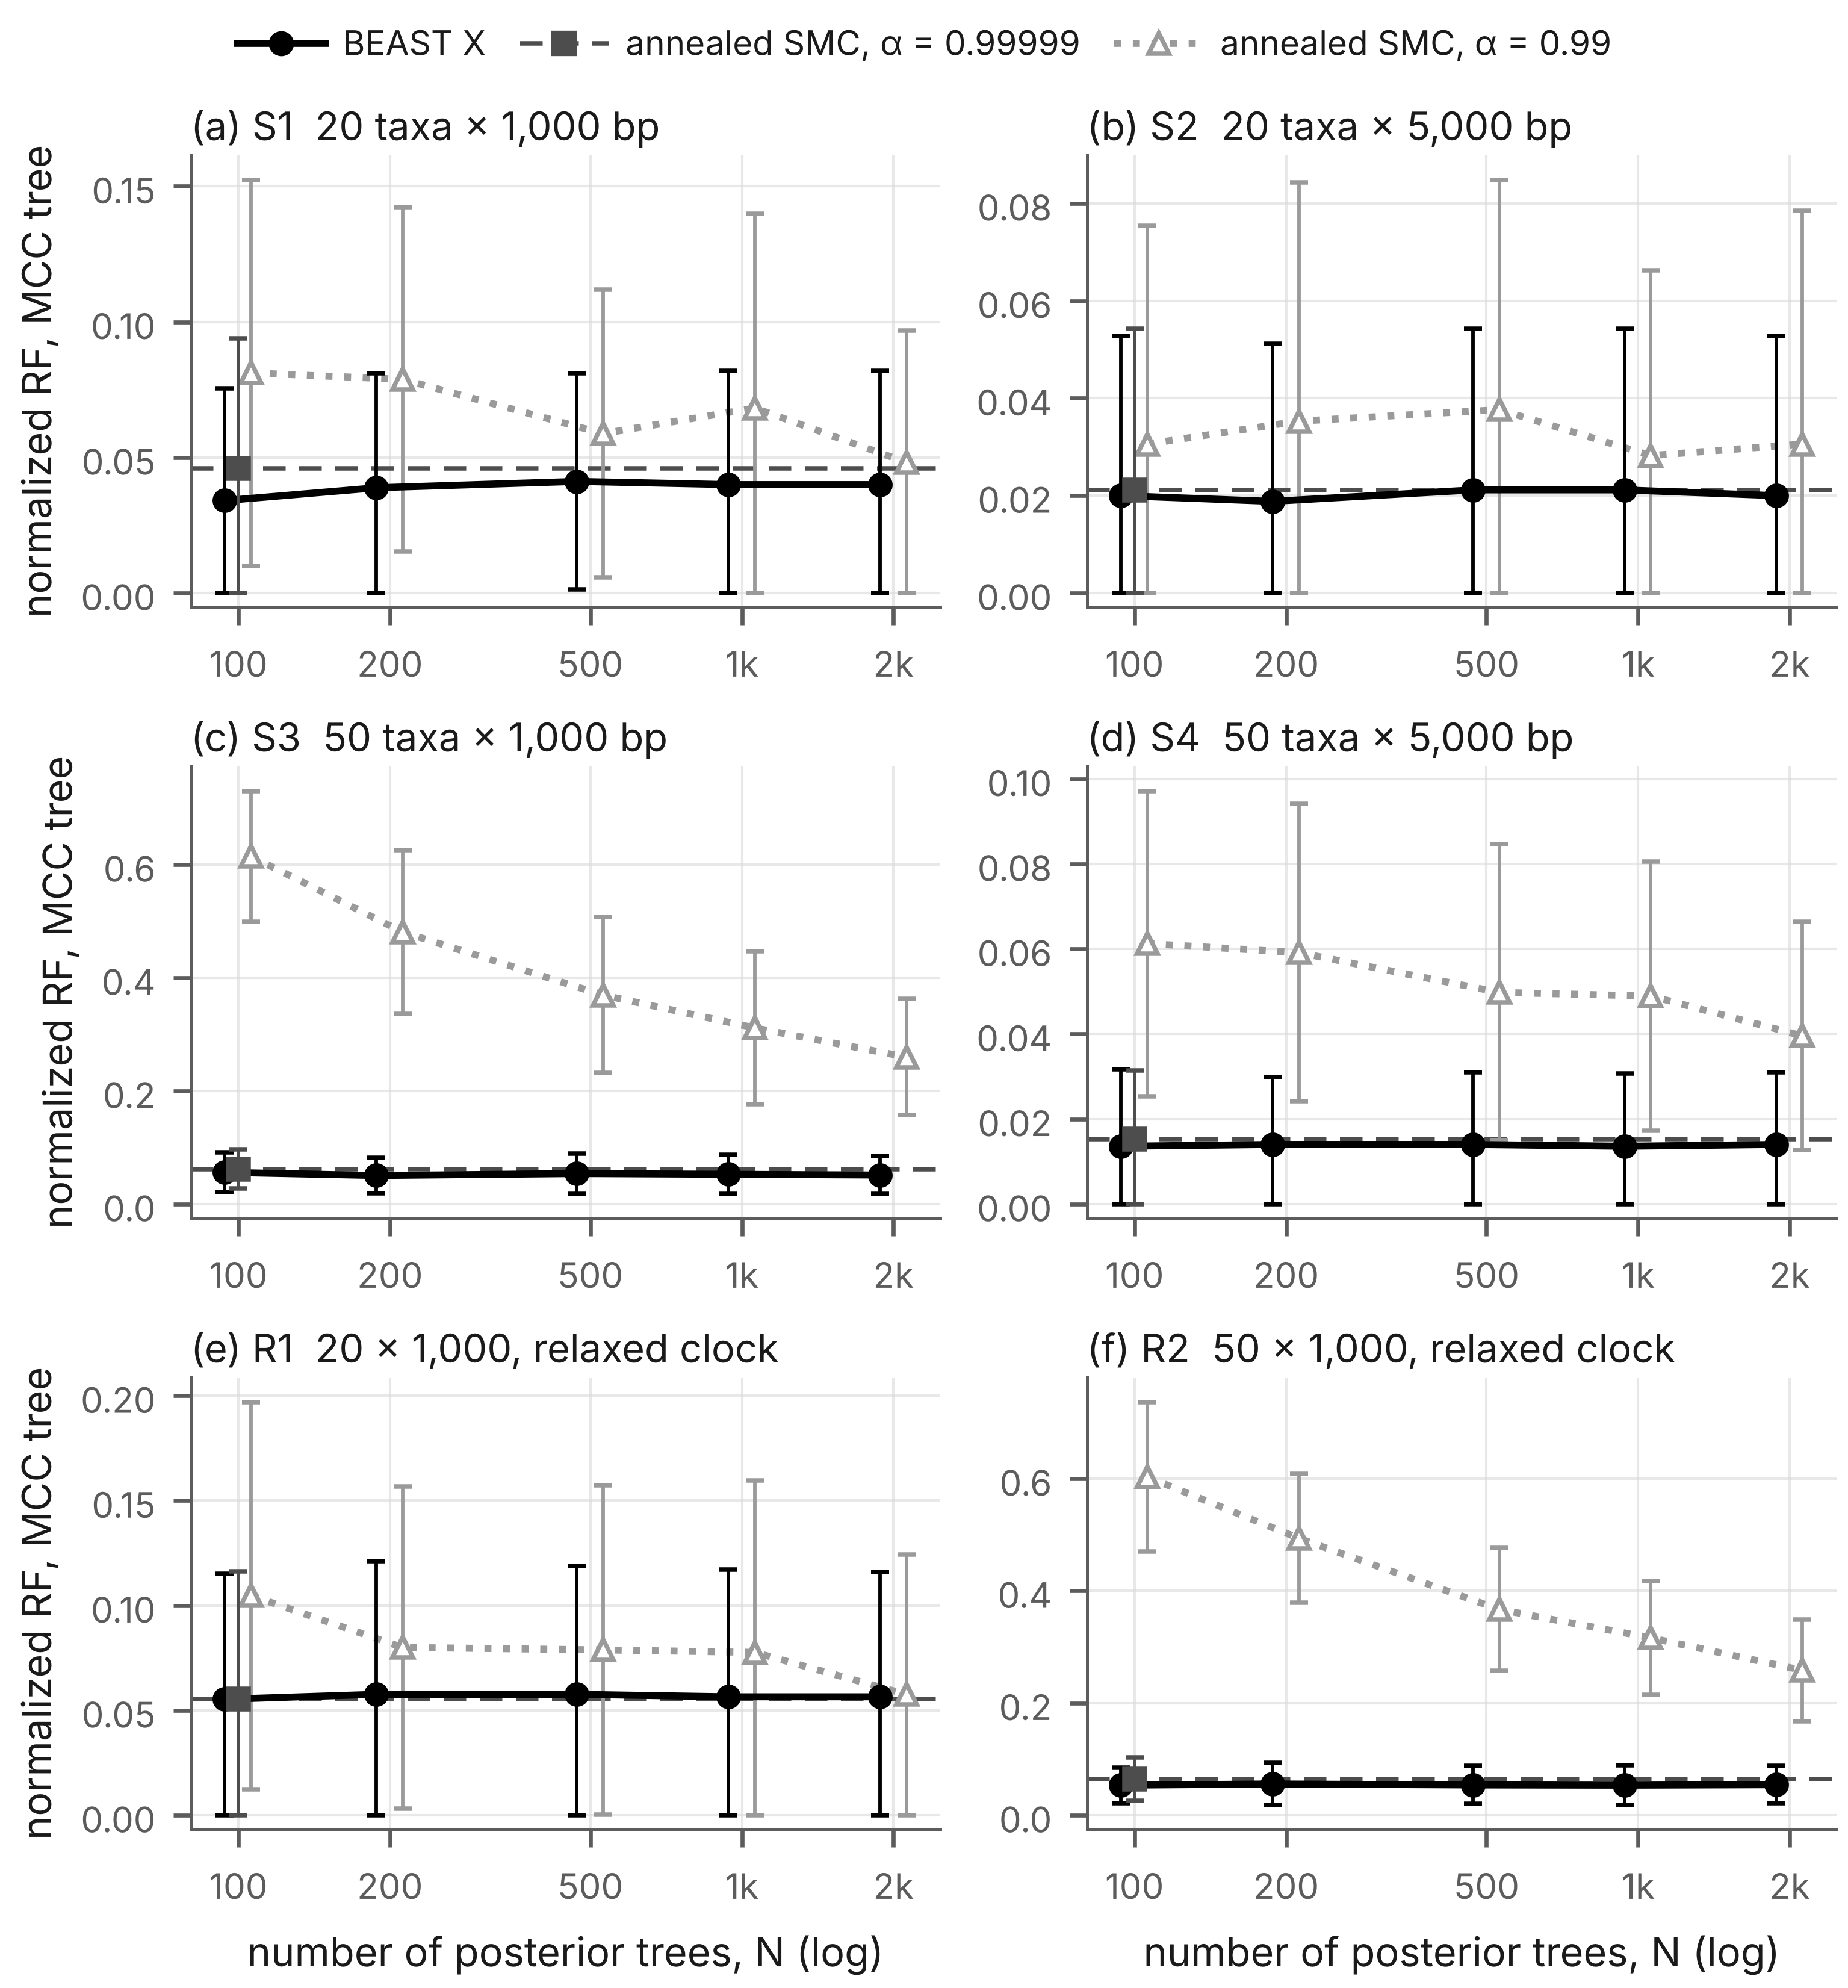 BEAST X annealed SMC, α = 0.99999 annealed SMC, α = 0.99
(a) S1 20 taxa × 1,000 bp
normalized RF, MCC tree
0.15
0.10
0.05
0.00
100 200 500 1k 2k
(b) S2 20 taxa × 5,000 bp
0.08
0.06
0.04
0.02
0.00
100 200 500 1k 2k
(c) S3 50 taxa × 1,000 bp
normalized RF, MCC tree
0.6
0.4
0.2
0.0
100 200 500 1k 2k
(d) S4 50 taxa × 5,000 bp
0.10
0.08
0.06
0.04
0.02
0.00
100 200 500 1k 2k
(e) R1 20 × 1,000, relaxed clock
normalized RF, MCC tree
0.20
0.15
0.10
0.05
0.00
100 200 500 1k 2k
number of posterior trees, N (log)
(f) R2 50 × 1,000, relaxed clock
0.6
0.4
0.2
0.0
100 200 500 1k 2k
number of posterior trees, N (log)